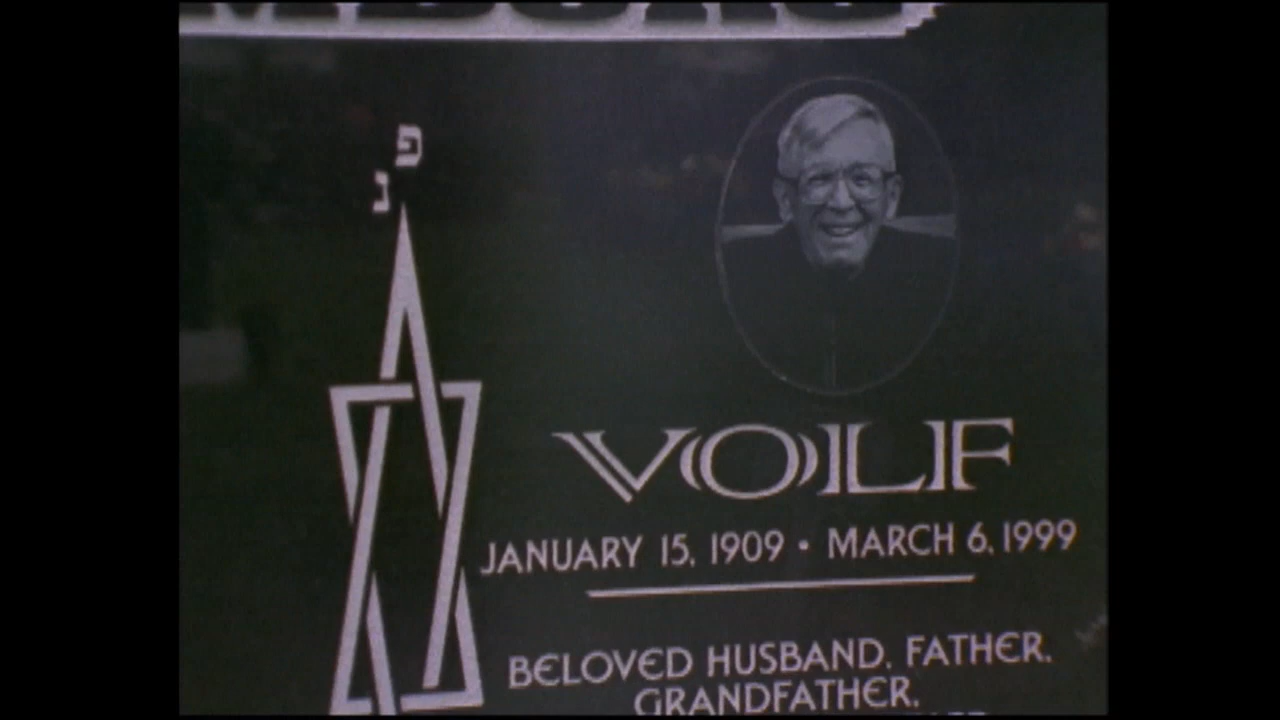 פ
נ
VOLF
JANUARY 15, 1909 • MARCH 6, 1999
BELOVED HUSBAND, FATHER,
GRANDFATHER,